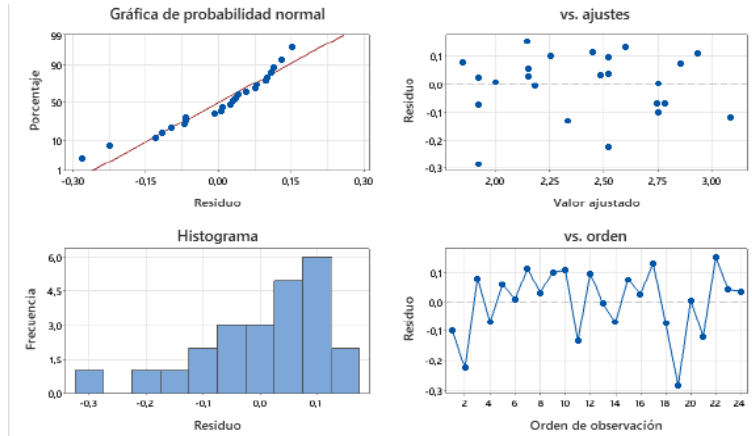 Gráfica de probabilidad normal
99
90
50
10
1
Porcentaje
-0,30 -0,15 0,00 0,15 0,30
Residuo
vs. ajustes
0,1
0,0
-0,1
-0,2
-0,3
Residuo
2,00 2,25 2,50 2,75 3,00
Valor ajustado
Histograma
6,0
4,5
3,0
1,5
0,0
Frecuencia
-0,3 -0,2 -0,1 0,0 0,1
Residuo
vs. orden
0,1
0,0
-0,1
-0,2
-0,3
Residuo
2 4 6 8 10 12 14 16 18 20 22 24
Orden de observación